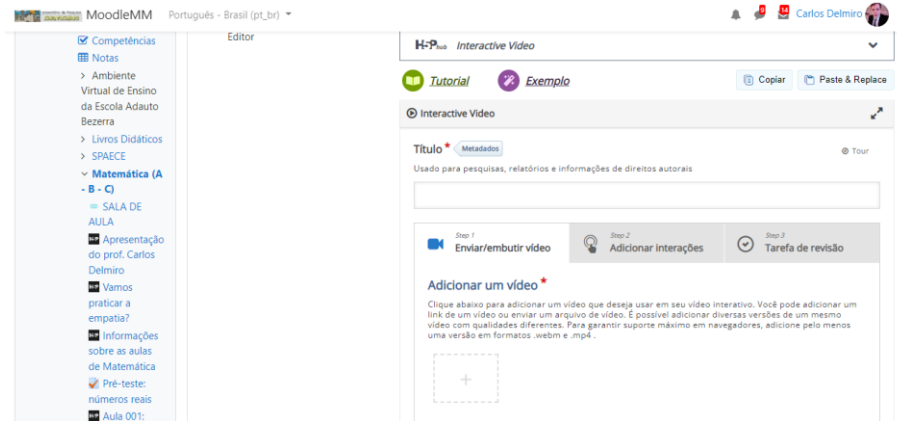 MoodleMM
Português - Brasil (pt_br)
9
14
Carlos Delmiro
Competências
Notas
Ambiente
Virtual de Ensino
da Escola Adauto
Bezerra
Livros Didáticos
SPAECE
Matemática (A
- B - C)
SALA DE
AULA
Apresentação
do prof. Carlos
Delmiro
Vamos
praticar a
empatia?
Informações
sobre as aulas
de Matemática
Pré-teste:
números reais
Aula 001:
Editor
H5P hub Interactive Video
Tutorial
Exemplo
Copiar
Paste & Replace
Interactive Video
Título * Metadados
Tour
Usado para pesquisas, relatórios e informações de direitos autorais
Step 1
Enviar/embutir vídeo
Step 2
Adicionar interações
Step 3
Tarefa de revisão
Adicionar um vídeo *
Clique abaixo para adicionar um vídeo que deseja usar em seu vídeo interativo. Você pode adicionar um
link de um vídeo ou enviar um arquivo de vídeo. É possível adicionar diversas versões de um mesmo
vídeo com qualidades diferentes. Para garantir suporte máximo em navegadores, adicione pelo menos
uma versão em formatos .webm e .mp4 .
+